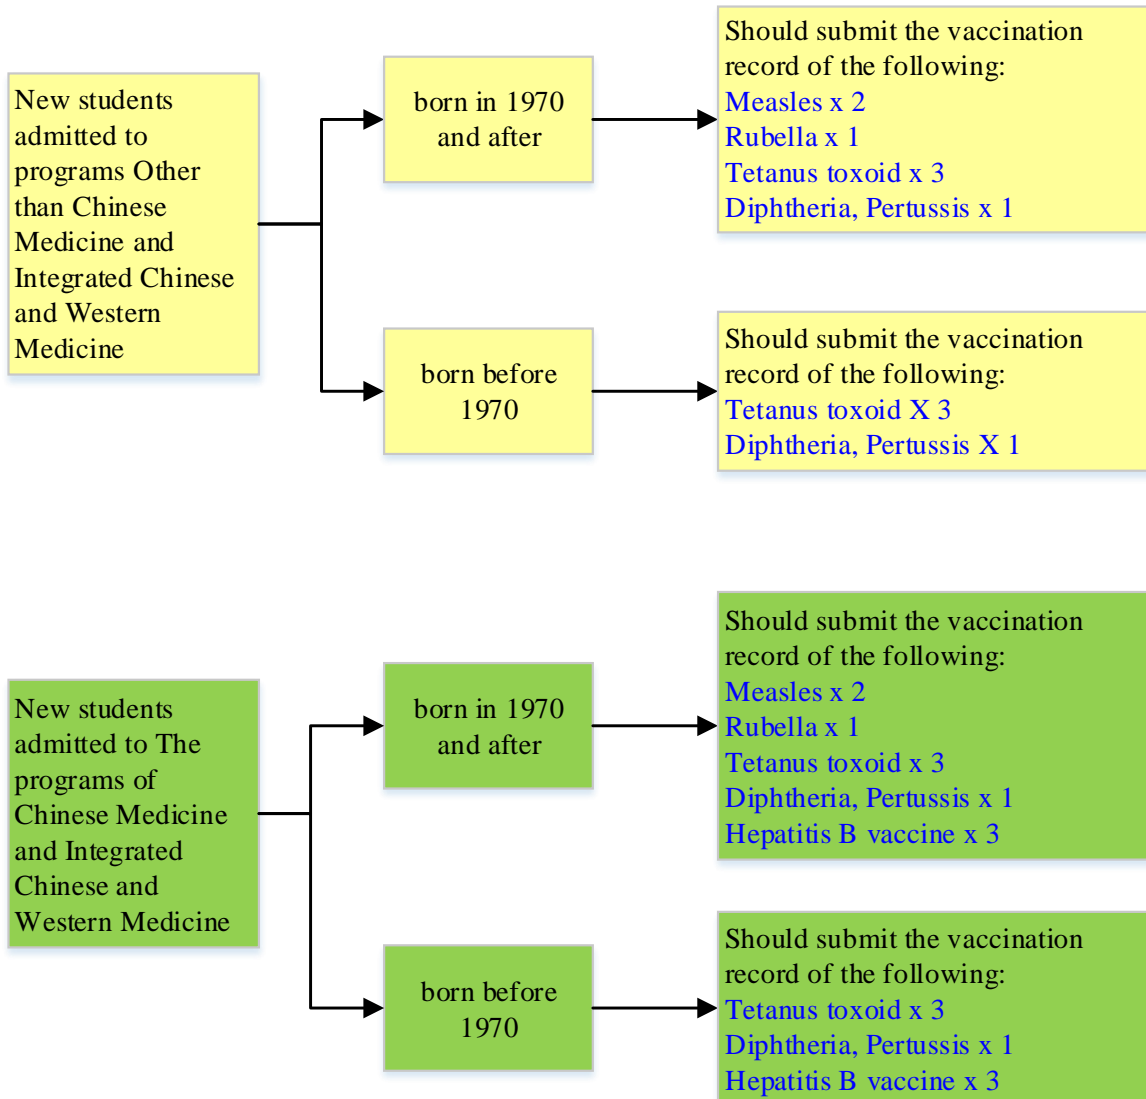 New students
admitted to
programs Other
than Chinese
Medicine and
Integrated Chinese
and Western
Medicine
born in 1970
and after
Should submit the vaccination
record of the following:
Measles x 2
Rubella x 1
Tetanus toxoid x 3
Diphtheria, Pertussis x 1
born before
1970
Should submit the vaccination
record of the following:
Tetanus toxoid X 3
Diphtheria, Pertussis X 1
New students
admitted to The
programs of
Chinese Medicine
and Integrated
Chinese and
Western Medicine
born in 1970
and after
Should submit the vaccination
record of the following:
Measles x 2
Rubella x 1
Tetanus toxoid x 3
Diphtheria, Pertussis x 1
Hepatitis B vaccine x 3
born before
1970
Should submit the vaccination
record of the following:
Tetanus toxoid x 3
Diphtheria, Pertussis x 1
Hepatitis B vaccine x 3